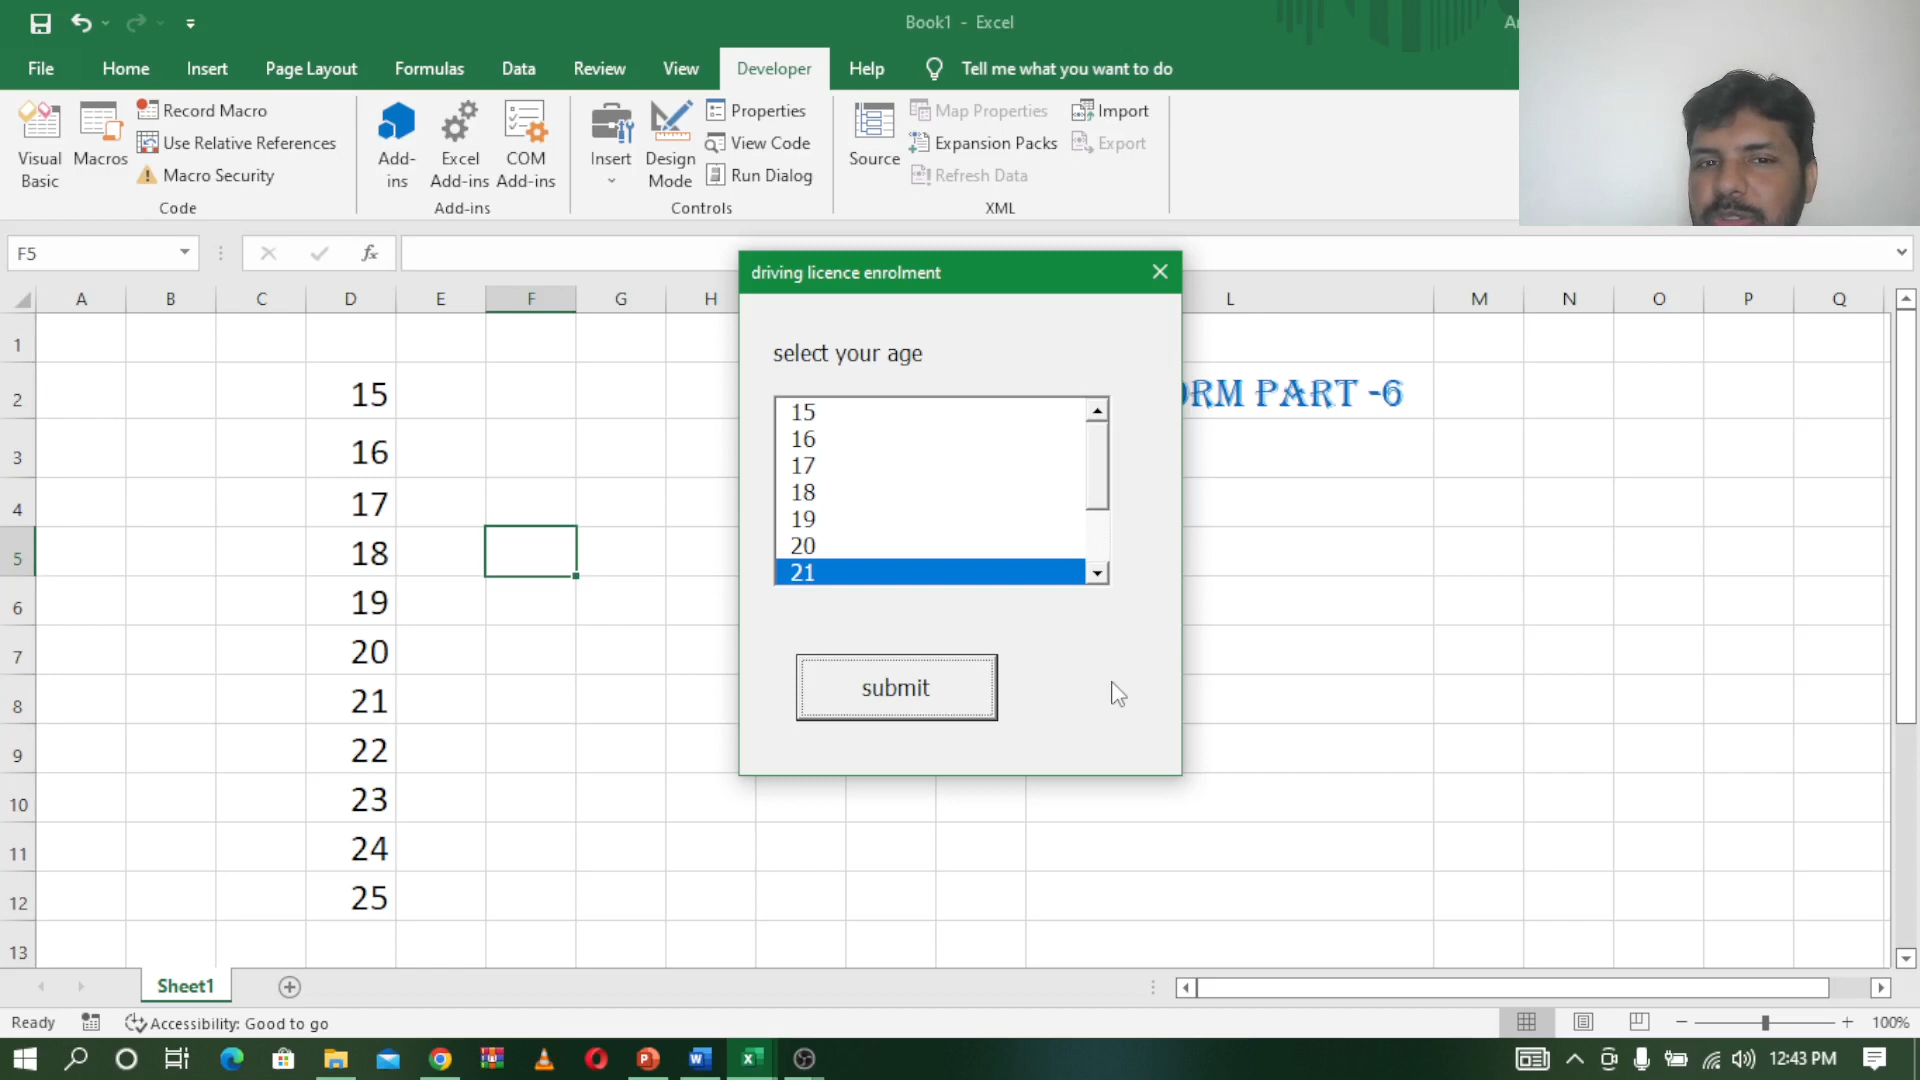 Book1 - Excel
File Home Insert Page Layout Formulas Data Review View Developer Help Tell me what you want to do
Visual Basic
Macros
Record Macro
Use Relative References
Macro Security
Code
Add-ins
Excel Add-ins
COM Add-ins
Add-ins
Insert
Design Mode
Properties
View Code
Run Dialog
Controls
Source
Map Properties
Expansion Packs
Refresh Data
Import
Export
XML
F5
fx
A B C D E F G H L M N O P Q
1
2 15
3 16
4 17
5 18
6 19
7 20
8 21
9 22
10 23
11 24
12 25
13
PART -6
driving licence enrolment
select your age
15
16
17
18
19
20
21
submit
Sheet1
Ready Accessibility: Good to go 100%
12:43 PM